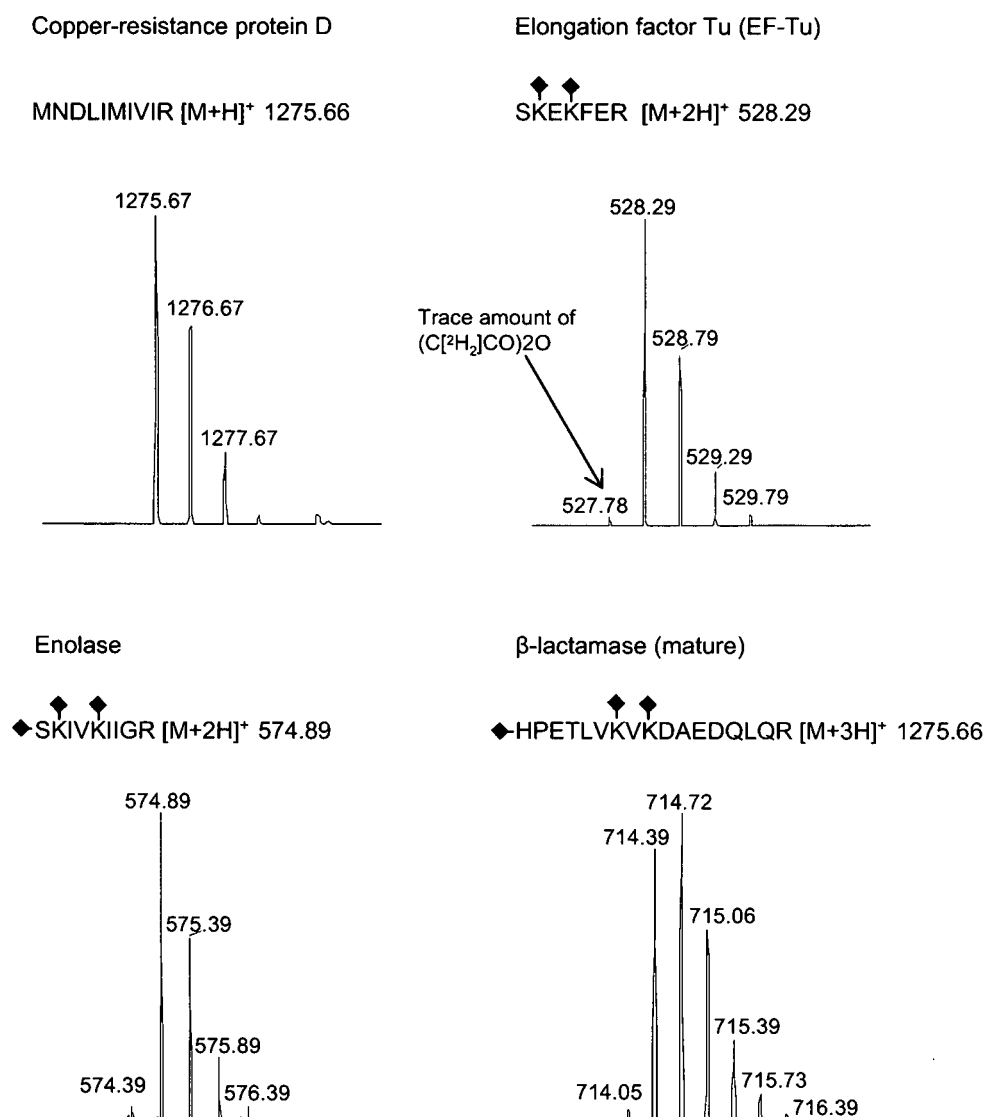 Copper-resistance protein D
MNDLIMIVIR [M+H]⁺ 1275.66
1275.67
1276.67
1277.67
Elongation factor Tu (EF-Tu)
SKEKFER [M+2H]⁺ 528.29
528.29
Trace amount of
(C[²H₂]CO)2O
528.79
529.29
529.79
527.78
Enolase
SKIVKIIGR [M+2H]⁺ 574.89
574.89
575.39
575.89
574.39
576.39
β-lactamase (mature)
HPETLVKVKDAEDQLQR [M+3H]⁺ 1275.66
714.72
714.39
715.06
715.39
715.73
714.05
716.39